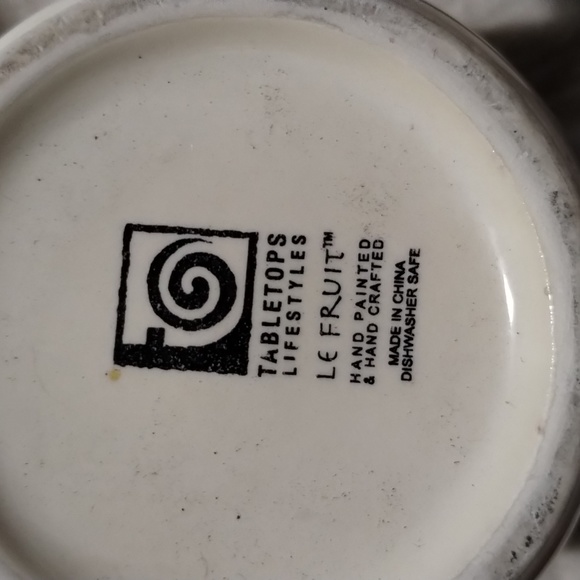 TABLETOPS
LIFESTYLES
LE FRUIT™
HAND PAINTED
& HAND CRAFTED
MADE IN CHINA
DISHWASHER SAFE